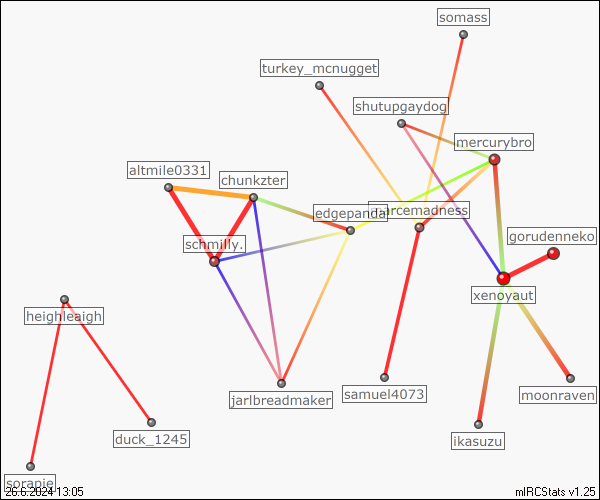 somass
turkey_mcnugget
shutupgaydog
mercurybro
altmile0331
chunkzter
edgepanda
arcemadness
gorudenneko
schmilly.
xenoyaut
heighleaigh
jarlbreadmaker
samuel4073
moonraven
duck_1245
ikasuzu
sorapie
26.6.2024 13:05
mIRCStats v1.25